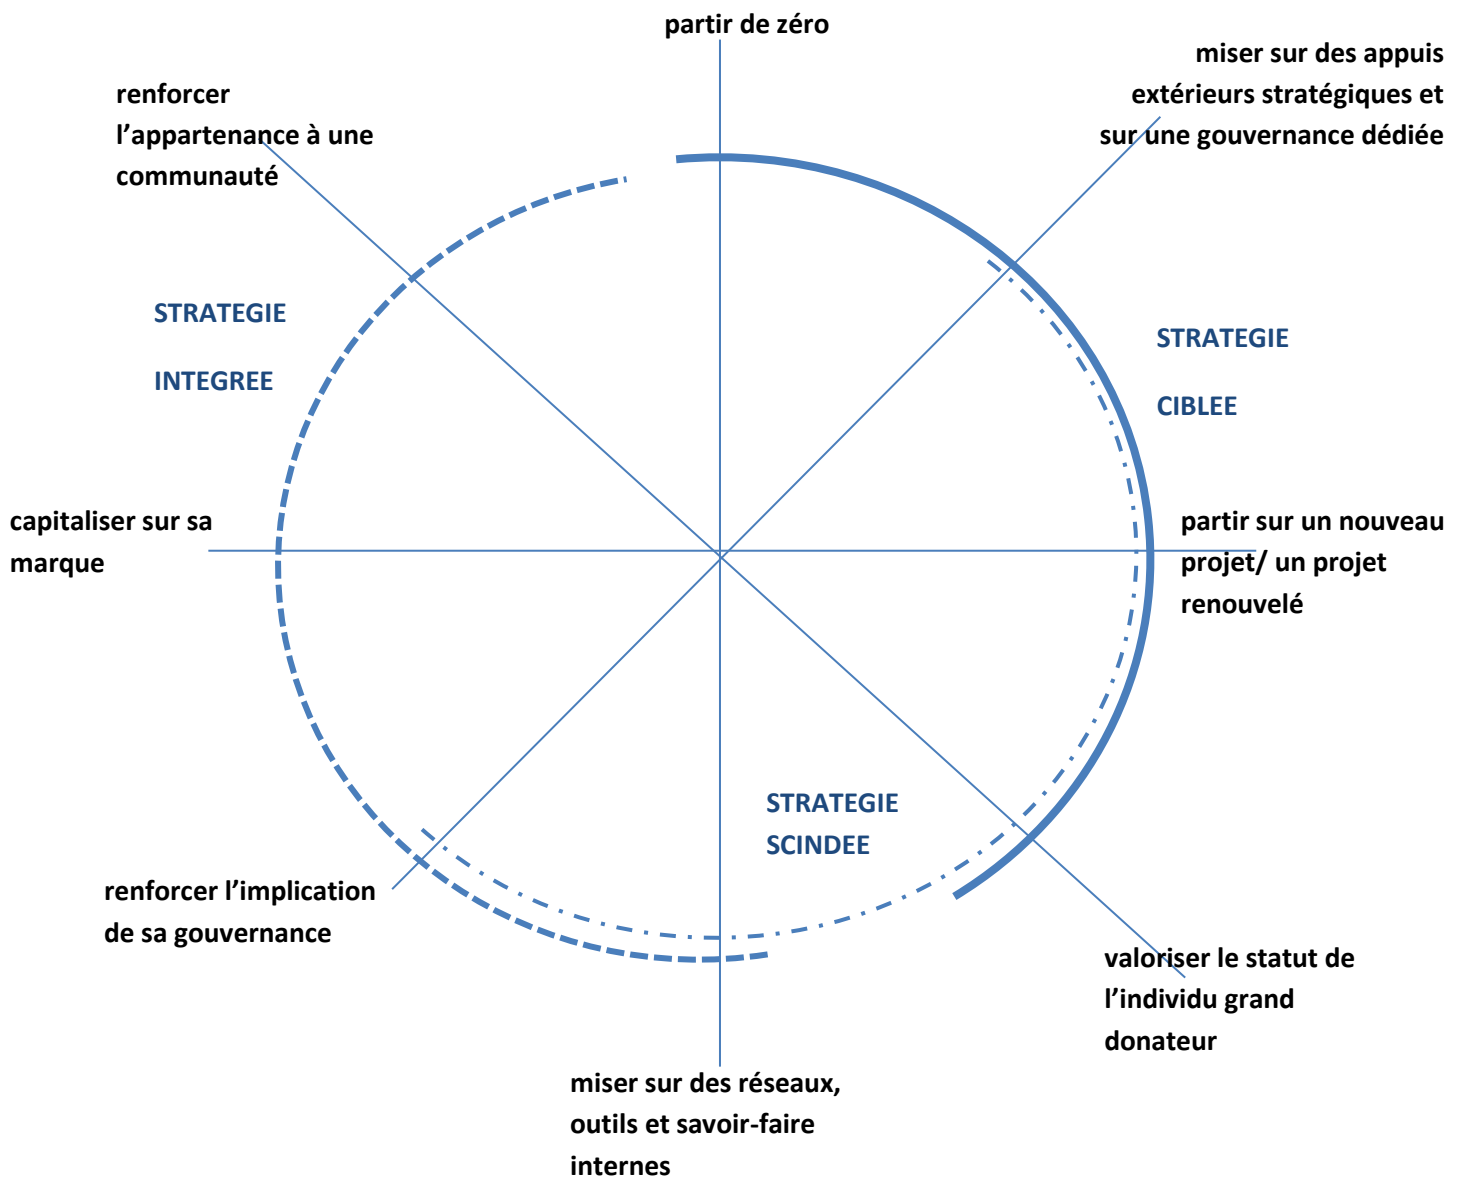 partir de zéro
miser sur des appuis
extérieurs stratégiques et
sur une gouvernance dédiée
renforcer
l’appartenance à une
communauté
STRATEGIE
INTEGREE
STRATEGIE
CIBLEE
capitaliser sur sa
marque
partir sur un nouveau
projet/ un projet
renouvelé
STRATEGIE
SCINDEE
renforcer l’implication
de sa gouvernance
valoriser le statut de
l’individu grand
donateur
miser sur des réseaux,
outils et savoir-faire
internes